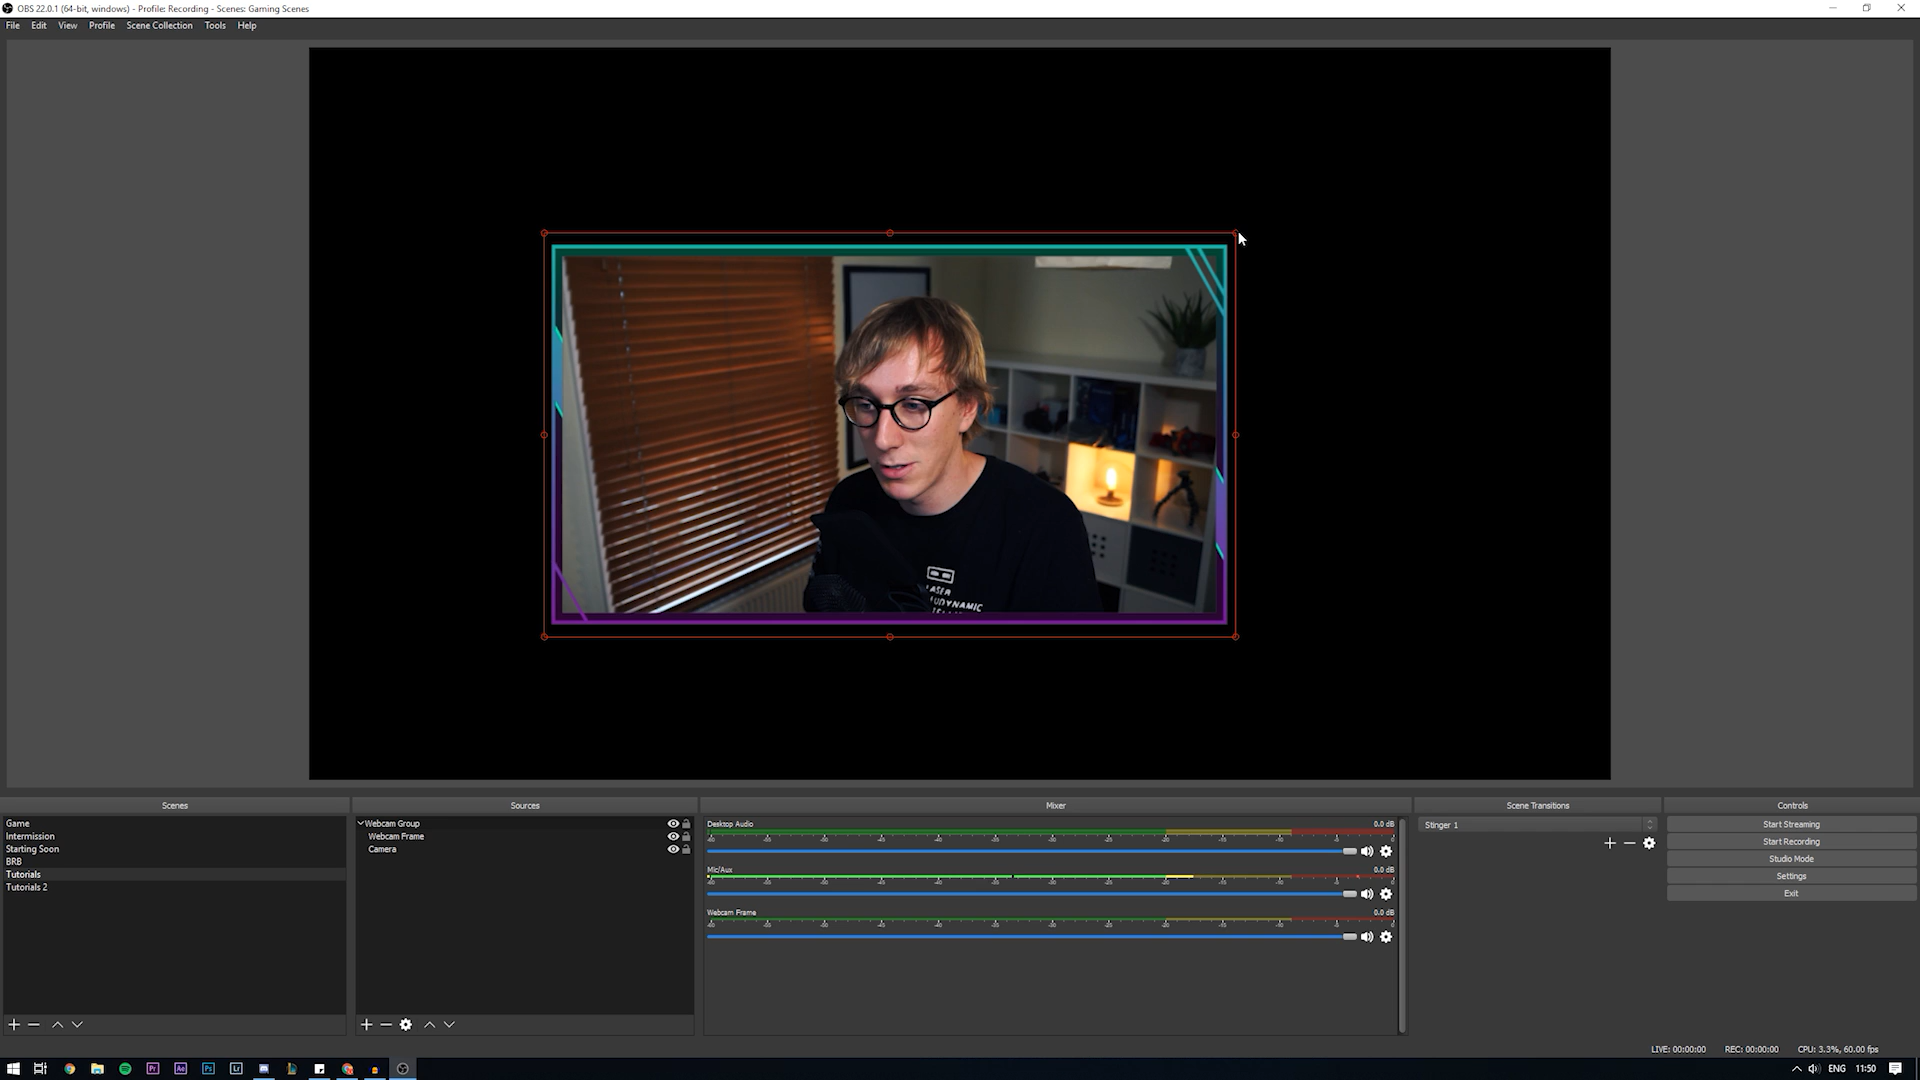 OBS 22.0.1 (64-bit, windows) - Profile: Recording - Scenes: Gaming Scenes
File Edit View Profile Scene Collection Tools Help
Scenes
Game
Intermission
Starting Soon
BRB
Tutorials
Tutorials 2
Sources
Webcam Group
Webcam Frame
Camera
Mixer
Desktop Audio 0.0 dB
Mic/Aux 0.0 dB
Webcam Frame 0.0 dB
Scene Transitions
Stinger 1
Controls
Start Streaming
Start Recording
Studio Mode
Settings
Exit
LIVE: 00:00:00 REC: 00:00:00 CPU: 3.3%, 60.00 fps
Pr Ae Ps Lr
ENG 11:50